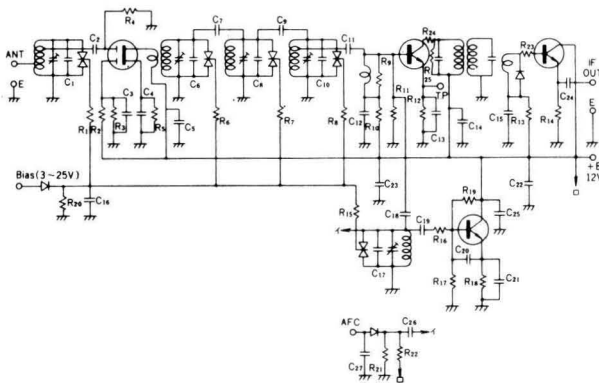 R4
C7
C9
ANT
C2
C11
R24
R23
C1
C6
C8
C10
R9
R25
IF OUT
E
C3
C4
R11
TP
C24
R1
R2
R3
R5
C5
R6
R7
R8
C12
R10
R12
C13
C14
C15
R13
R14
E
+B
12V
Bias(3~25V)
C23
C22
R20
C16
R15
C18
C19
R19
C25
イ
R16
C17
C20
R17
R18
C21
AFC
C26
イ
C27
R21
R22